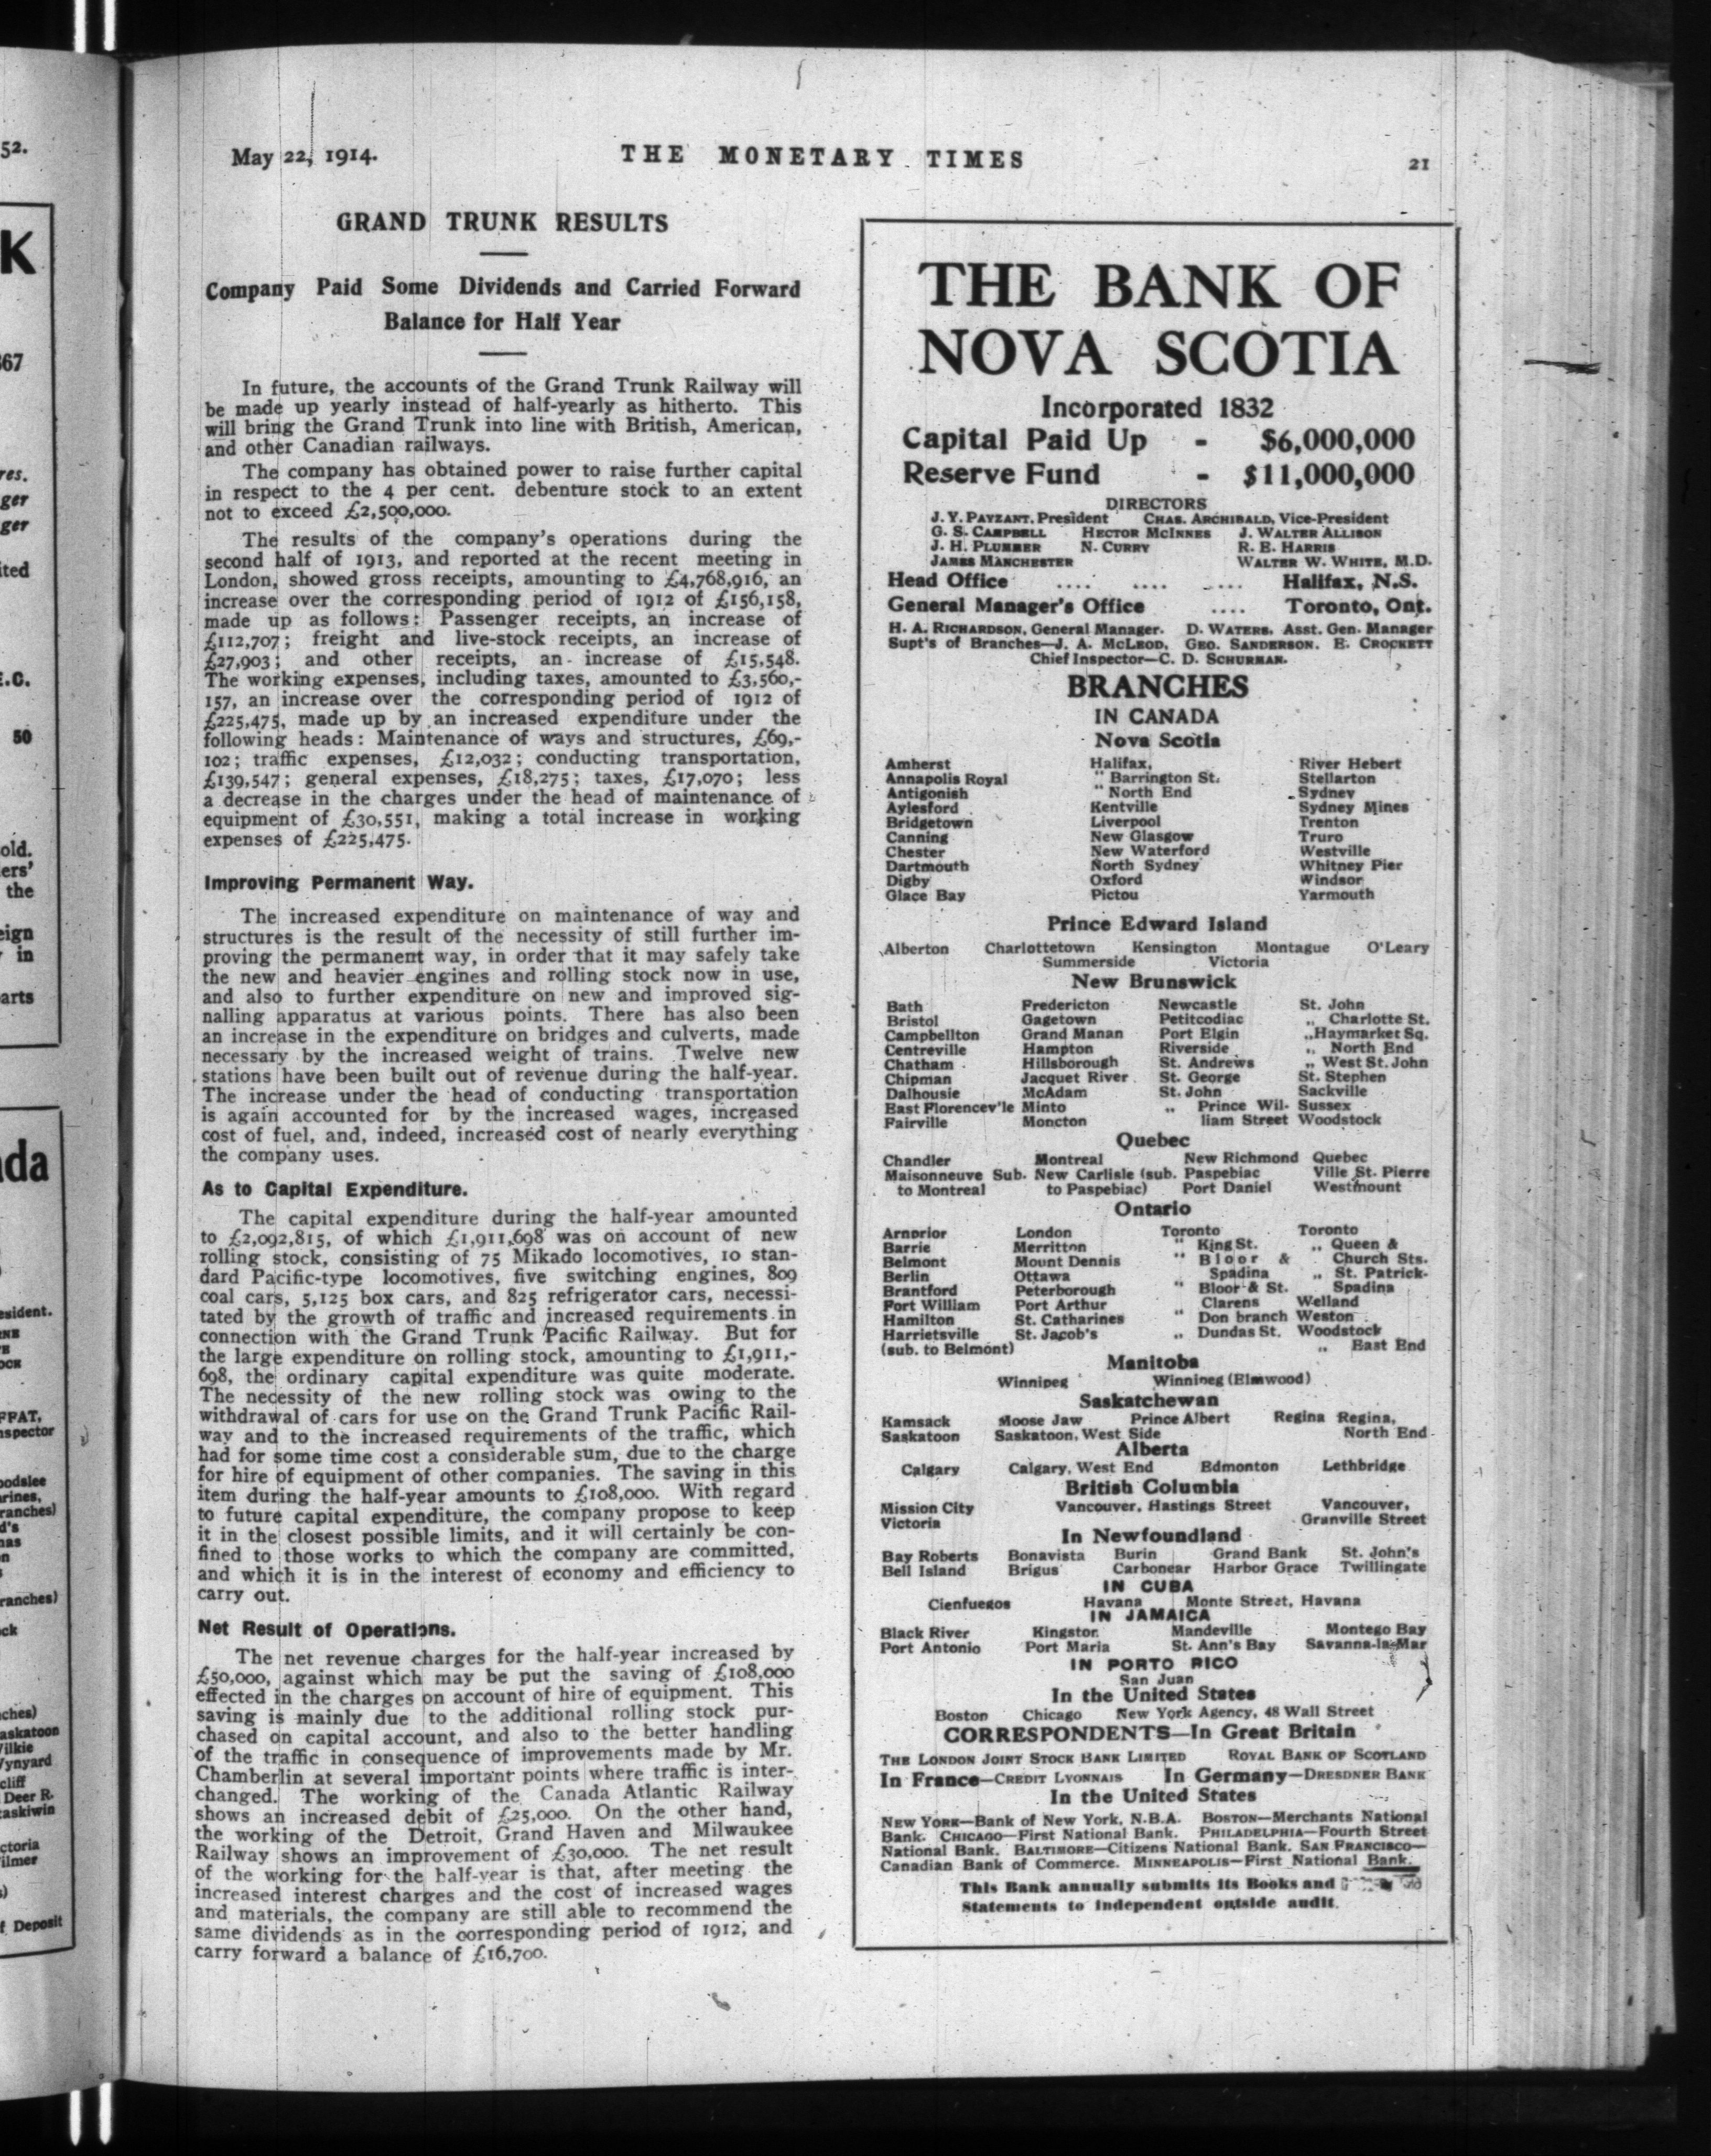 May 22, 1914.
THE MONETARY TIMES
21
GRAND TRUNK RESULTS
Company Paid Some Dividends and Carried Forward
Balance for Half Year
In future, the accounts of the Grand Trunk Railway will
be made up yearly instead of half-yearly as hitherto. This
will bring the Grand Trunk into line with British, American,
and other Canadian railways.
The company has obtained power to raise further capital
in respect to the 4 per cent. debenture stock to an extent
not to exceed £2,500,000.
The results of the company's operations during the
second half of 1913, and reported at the recent meeting in
London, showed gross receipts, amounting to £4,768,916, an
increase over the corresponding period of 1912 of £156,158,
made up as follows: Passenger receipts, an increase of
£112,707; freight and live-stock receipts, an increase of
£27,903; and other receipts, an increase of £15,548.
The working expenses, including taxes, amounted to £3,560,-
157, an increase over the corresponding period of 1912 of
£225,475, made up by an increased expenditure under the
following heads: Maintenance of ways and structures, £69,-
102; traffic expenses, £12,032; conducting transportation,
£139,547; general expenses, £18,275; taxes, £17,070; less
a decrease in the charges under the head of maintenance of
equipment of £30,551, making a total increase in working
expenses of £225,475.
Improving Permanent Way.
The increased expenditure on maintenance of way and
structures is the result of the necessity of still further im-
proving the permanent way, in order that it may safely take
the new and heavier engines and rolling stock now in use,
and also to further expenditure on new and improved sig-
nalling apparatus at various points. There has also been
an increase in the expenditure on bridges and culverts, made
necessary by the increased weight of trains. Twelve new
stations have been built out of revenue during the half-year.
The increase under the head of conducting transportation
is again accounted for by the increased wages, increased
cost of fuel, and, indeed, increased cost of nearly everything
the company uses.
As to Capital Expenditure.
The capital expenditure during the half-year amounted
to £2,092,815, of which £1,911,698 was on account of new
rolling stock, consisting of 75 Mikado locomotives, 10 stan-
dard Pacific-type locomotives, five switching engines, 809
coal cars, 5,125 box cars, and 825 refrigerator cars, necessi-
tated by the growth of traffic and increased requirements in
connection with the Grand Trunk Pacific Railway. But for
the large expenditure on rolling stock, amounting to £1,911,-
698, the ordinary capital expenditure was quite moderate.
The necessity of the new rolling stock was owing to the
withdrawal of cars for use on the Grand Trunk Pacific Rail-
way and to the increased requirements of the traffic, which
had for some time cost a considerable sum, due to the charge
for hire of equipment of other companies. The saving in this
item during the half-year amounts to £108,000. With regard
to future capital expenditure, the company propose to keep
it in the closest possible limits, and it will certainly be con-
fined to those works to which the company are committed,
and which it is in the interest of economy and efficiency to
carry out.
Net Result of Operations.
The net revenue charges for the half-year increased by
£50,000, against which may be put the saving of £108,000
effected in the charges on account of hire of equipment. This
saving is mainly due to the additional rolling stock pur-
chased on capital account, and also to the better handling
of the traffic in consequence of improvements made by Mr.
Chamberlin at several important points where traffic is inter-
changed. The working of the Canada Atlantic Railway
shows an increased debit of £25,000. On the other hand,
the working of the Detroit, Grand Haven and Milwaukee
Railway shows an improvement of £30,000. The net result
of the working for the half-year is that, after meeting the
increased interest charges and the cost of increased wages
and materials, the company are still able to recommend the
same dividends as in the corresponding period of 1912, and
carry forward a balance of £16,700.
THE BANK OF
NOVA SCOTIA
Incorporated 1832
Capital Paid Up - $6,000,000
Reserve Fund - $11,000,000
DIRECTORS
J. Y. PAYZANT, President CHAS. ARCHIBALD, Vice-President
G. S. CAMPBELL HECTOR McINNES J. WALTER ALLISON
J. H. PLUMMER N. CURRY R. E. HARRIS
JAMES MANCHESTER WALTER W. WHITE, M.D.
Head Office .... .... .... Halifax, N.S.
General Manager's Office .... Toronto, Ont.
H. A. RICHARDSON, General Manager. D. WATERS, Asst. Gen. Manager
Supt's of Branches—J. A. McLEOD, GEO. SANDERSON. E. CROCKETT
Chief Inspector—C. D. SCHURMAN.
BRANCHES
IN CANADA
Nova Scotia
Amherst Halifax, River Hebert
Annapolis Royal " Barrington St. Stellarton
Antigonish " North End Sydney
Aylesford Kentville Sydney Mines
Bridgetown Liverpool Trenton
Canning New Glasgow Truro
Chester New Waterford Westville
Dartmouth North Sydney Whitney Pier
Digby Oxford Windsor
Glace Bay Pictou Yarmouth
Prince Edward Island
Alberton Charlottetown Kensington Montague O'Leary
Summerside Victoria
New Brunswick
Bath Fredericton Newcastle St. John
Bristol Gagetown Petitcodiac „ Charlotte St.
Campbellton Grand Manan Port Elgin „ Haymarket Sq.
Centreville Hampton Riverside „ North End
Chatham Hillsborough St. Andrews „ West St. John
Chipman Jacquet River St. George St. Stephen
Dalhousie McAdam St. John Sackville
East Florencev'le Minto „ Prince Wil- Sussex
Fairville Moncton liam Street Woodstock
Quebec
Chandler Montreal New Richmond Quebec
Maisonneuve Sub. New Carlisle (sub. Paspebiac Ville St. Pierre
to Montreal to Paspebiac) Port Daniel Westmount
Ontario
Arnprior London Toronto Toronto
Barrie Merritton " King St. „ Queen &
Belmont Mount Dennis " Bloor & Church Sts.
Berlin Ottawa Spadina „ St. Patrick-
Brantford Peterborough " Bloor & St. Spadina
Fort William Port Arthur Clarens Welland
Hamilton St. Catharines " Don branch Weston
Harrietsville St. Jacob's „ Dundas St. Woodstock
(sub. to Belmont) „ East End
Manitoba
Winnipeg Winnipeg (Elmwood)
Saskatchewan
Kamsack Moose Jaw Prince Albert Regina Regina,
Saskatoon Saskatoon, West Side North End
Alberta
Calgary Calgary, West End Edmonton Lethbridge
British Columbia
Mission City Vancouver, Hastings Street Vancouver,
Victoria Granville Street
In Newfoundland
Bay Roberts Bonavista Burin Grand Bank St. John's
Bell Island Brigus Carbonear Harbor Grace Twillingate
IN CUBA
Cienfuegos Havana Monte Street, Havana
IN JAMAICA
Black River Kingston Mandeville Montego Bay
Port Antonio Port Maria St. Ann's Bay Savanna-la-Mar
IN PORTO RICO
San Juan
In the United States
Boston Chicago New York Agency, 48 Wall Street
CORRESPONDENTS—In Great Britain
THE LONDON JOINT STOCK BANK LIMITED ROYAL BANK OF SCOTLAND
In France—CREDIT LYONNAIS In Germany—DRESDNER BANK
In the United States
NEW YORK—Bank of New York, N.B.A. BOSTON—Merchants National
Bank. CHICAGO—First National Bank. PHILADELPHIA—Fourth Street
National Bank. BALTIMORE—Citizens National Bank. SAN FRANCISCO—
Canadian Bank of Commerce. MINNEAPOLIS—First National Bank.
This Bank annually submits its Books and
Statements to independent outside audit.